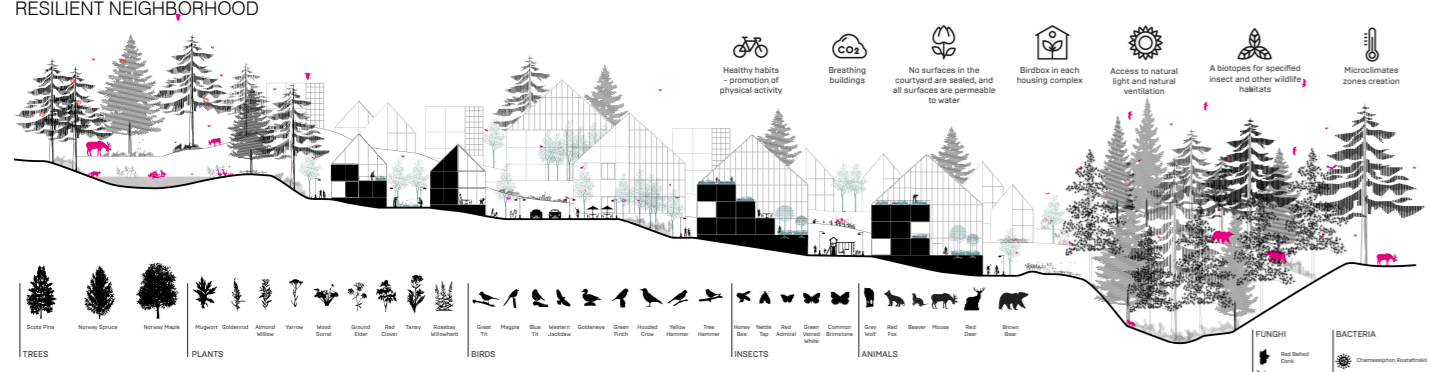 RESILIENT NEIGHBORHOOD
Healthy habits
- promotion of
physical activity
Breathing
buildings
No surfaces in the
courtyard are sealed, and
all surfaces are permeable
to water
Birdbox in each
housing complex
Access to natural
light and natural
ventilation
A biotopes for specified
insect and other wildlife
habitats
Microclimates
zones creation
CO2
Scots Pine
Norway Spruce
Norway Maple
TREES
Mugwort
Goldenrod
Almond
Willow
Yarrow
Wood
Sorrel
Ground
Elder
Red
Clover
Tansy
Rosebay
Willowherb
PLANTS
Great
Tit
Magpie
Blue
Tit
Western
Jackdaw
Goldeneye
Green
Finch
Hooded
Crow
Yellow
Hammer
Tree
Hammer
BIRDS
Honey
Bee
Nettle
Tap
Red
Admiral
Green
Veined
White
Common
Brimstone
INSECTS
Grey
Wolf
Red
Fox
Beaver
Moose
Red
Deer
Brown
Bear
ANIMALS
FUNGHI
Red Belted
Conk
BACTERIA
Chamaesiphon Rostafinskii